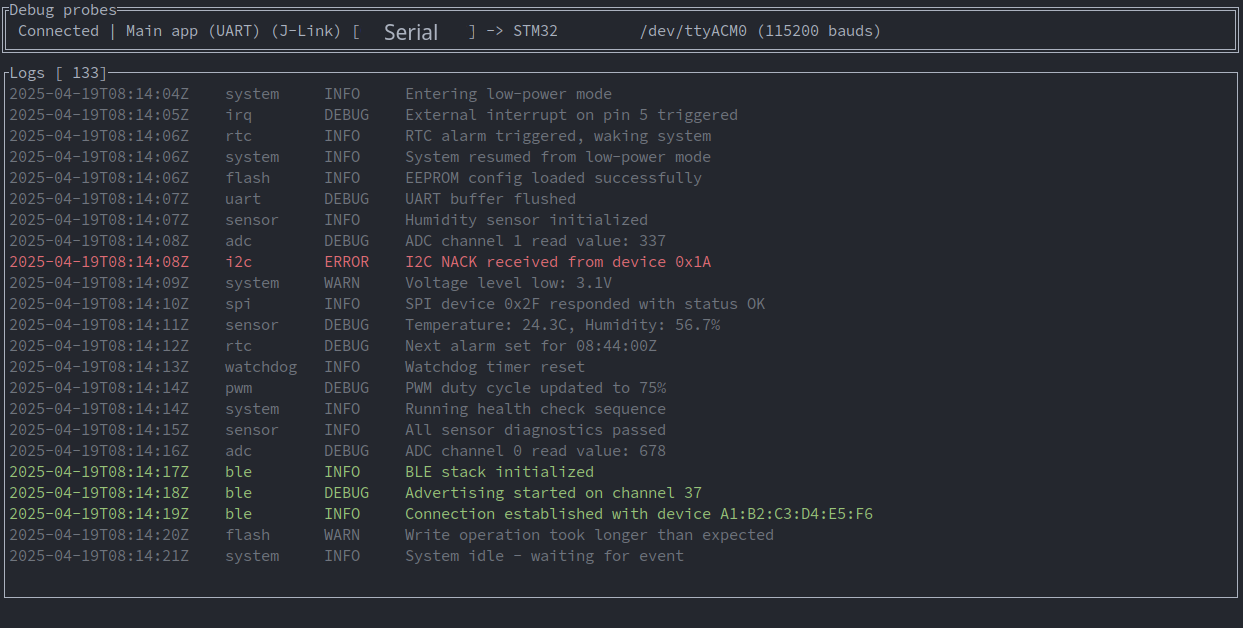 Debug probes
Connected | Main app (UART) (J-Link) [ Serial ] -> STM32 /dev/ttyACM0 (115200 bauds)
Logs [ 133]
2025-04-19T08:14:04Z system INFO Entering low-power mode
2025-04-19T08:14:05Z irq DEBUG External interrupt on pin 5 triggered
2025-04-19T08:14:06Z rtc INFO RTC alarm triggered, waking system
2025-04-19T08:14:06Z system INFO System resumed from low-power mode
2025-04-19T08:14:06Z flash INFO EEPROM config loaded successfully
2025-04-19T08:14:07Z uart DEBUG UART buffer flushed
2025-04-19T08:14:07Z sensor INFO Humidity sensor initialized
2025-04-19T08:14:08Z adc DEBUG ADC channel 1 read value: 337
2025-04-19T08:14:08Z i2c ERROR I2C NACK received from device 0x1A
2025-04-19T08:14:09Z system WARN Voltage level low: 3.1V
2025-04-19T08:14:10Z spi INFO SPI device 0x2F responded with status OK
2025-04-19T08:14:11Z sensor DEBUG Temperature: 24.3C, Humidity: 56.7%
2025-04-19T08:14:12Z rtc DEBUG Next alarm set for 08:44:00Z
2025-04-19T08:14:13Z watchdog INFO Watchdog timer reset
2025-04-19T08:14:14Z pwm DEBUG PWM duty cycle updated to 75%
2025-04-19T08:14:14Z system INFO Running health check sequence
2025-04-19T08:14:15Z sensor INFO All sensor diagnostics passed
2025-04-19T08:14:16Z adc DEBUG ADC channel 0 read value: 678
2025-04-19T08:14:17Z ble INFO BLE stack initialized
2025-04-19T08:14:18Z ble DEBUG Advertising started on channel 37
2025-04-19T08:14:19Z ble INFO Connection established with device A1:B2:C3:D4:E5:F6
2025-04-19T08:14:20Z flash WARN Write operation took longer than expected
2025-04-19T08:14:21Z system INFO System idle - waiting for event